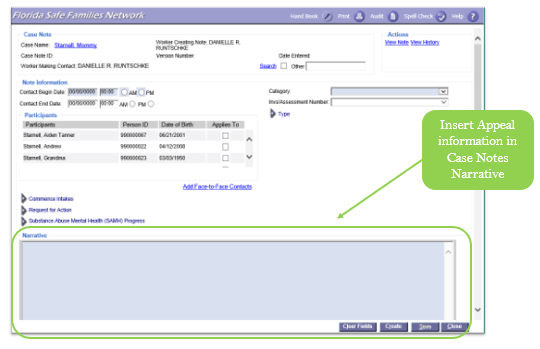 Florida Safe Families Network
Hand Book Print Audit Spell Check Help
Case Note
Actions
Case Name: Starnell, Mommy
Worker Creating Note: DANIELLE R. RUNTSCHKE
View Note View History
Case Note ID:
Version Number:
Date Entered:
Worker Making Contact: DANIELLE R. RUNTSCHKE
Search Other:
Note Information
Contact Begin Date: 00/00/0000 00:00 AM PM
Category:
Contact End Date: 00/00/0000 00:00 AM PM
Invs/Assessment Number:
Type
Participants
Participants Person ID Date of Birth Applies To
Starnell, Aiden Tanner 990000067 06/21/2001
Starnell, Andrew 990000022 04/12/2008
Starnell, Grandma 990000023 03/03/1950
Add Face-to-Face Contacts
Commence Intakes
Request for Action
Substance Abuse Mental Health (SAMH) Progress
Narrative
Clear Fields Create Save Close
Insert Appeal
information in
Case Notes
Narrative